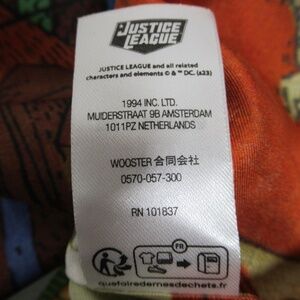 JUSTICE
LEAGUE
JUSTICE LEAGUE and all related
characters and elements © & ™ DC. (s23)
1994 INC. LTD.
MUIDERSTRAAT 9B AMSTERDAM
1011PZ NETHERLANDS
WOOSTER 合同会社
0570-057-300
RN 101837
FR
quefairedemesdechets.fr